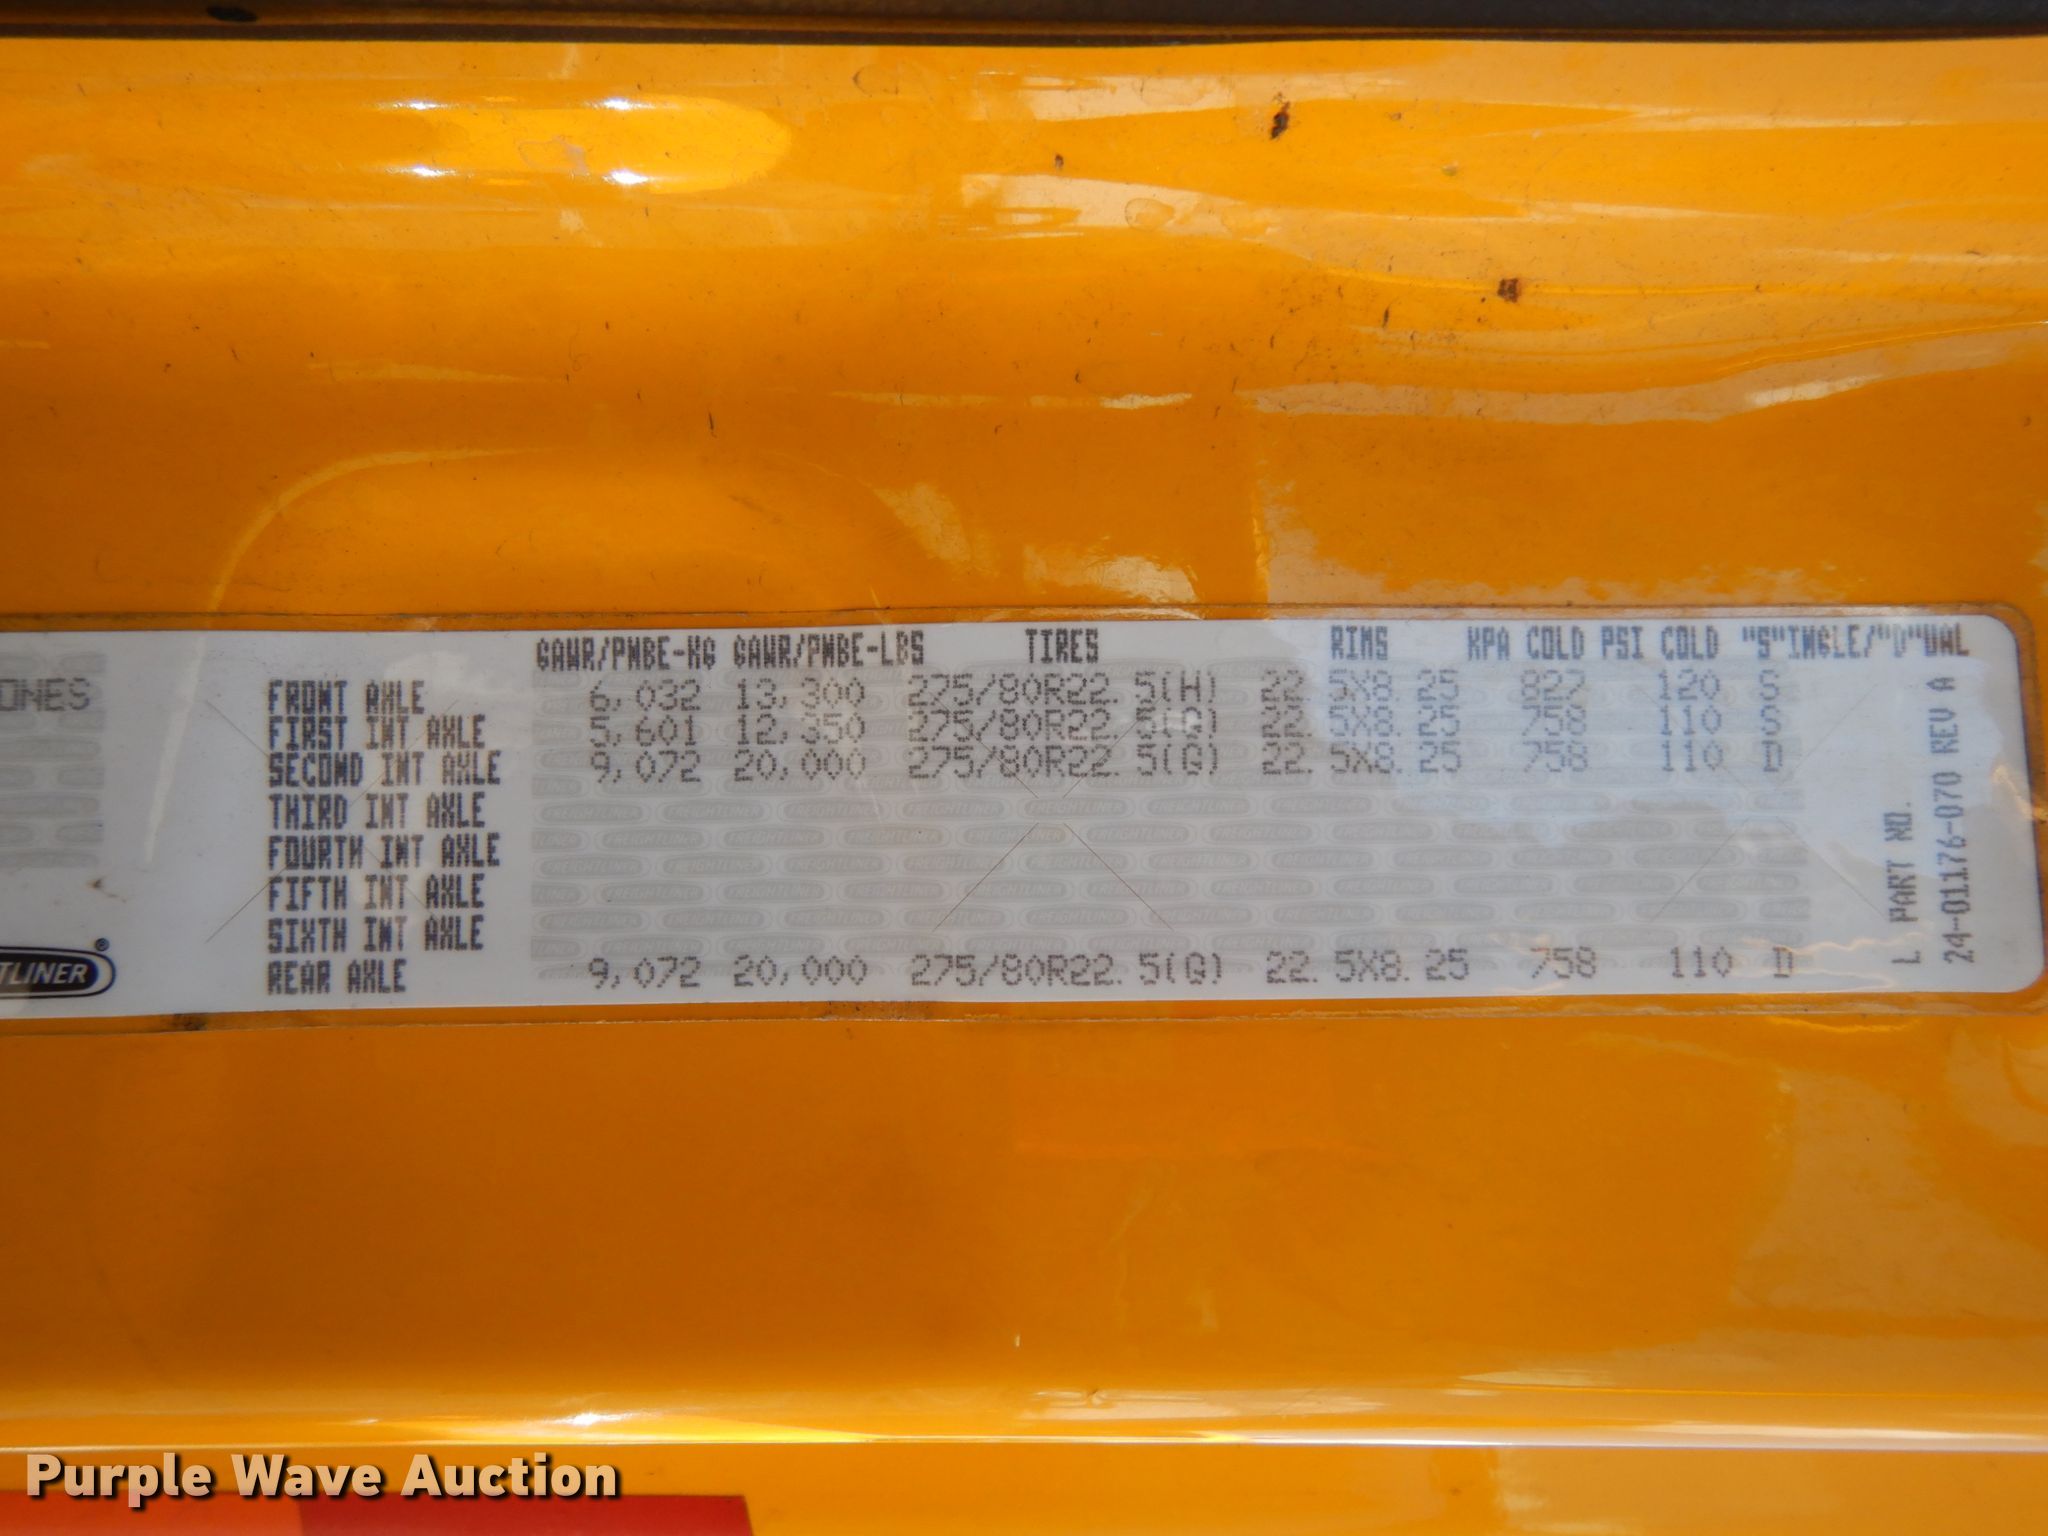 GAWR/PNBE-KG GAWR/PNBE-LBS TIRES RIMS KPA COLD PSI COLD "S"INGLE/"D"UAL
ONES
FRONT AXLE 6,032 13,300 275/80R22.5(H) 22.5X8.25 827 120 S
FIRST INT AXLE 5,601 12,350 275/80R22.5(G) 22.5X8.25 758 110 S
SECOND INT AXLE 9,072 20,000 275/80R22.5(G) 22.5X8.25 758 110 D
THIRD INT AXLE
FOURTH INT AXLE
FIFTH INT AXLE
SIXTH INT AXLE
REAR AXLE 9,072 20,000 275/80R22.5(G) 22.5X8.25 758 110 D
TLINER®
L PART NO.
24-01176-070 REV A
Purple Wave Auction